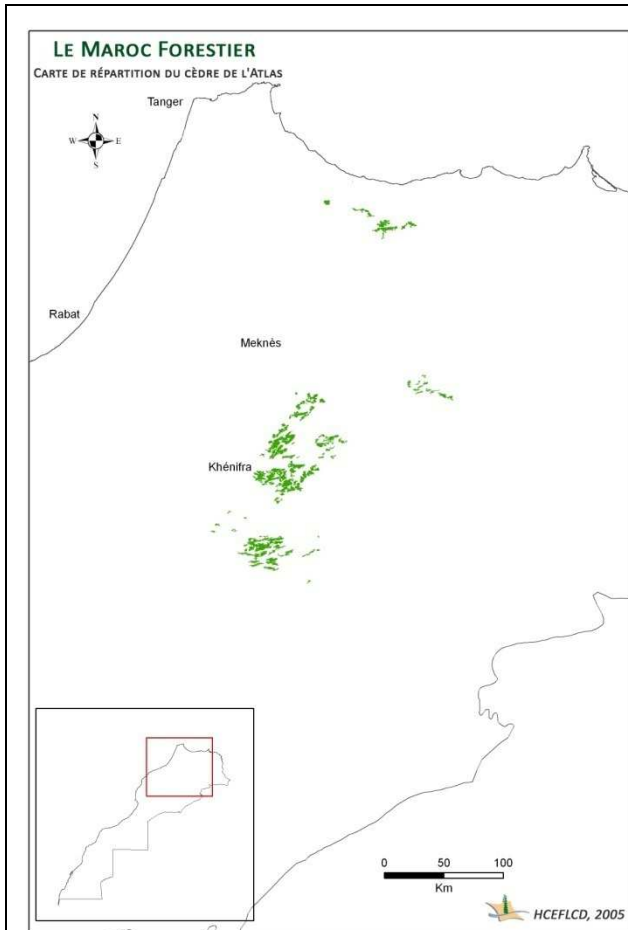 LE MAROC FORESTIER
CARTE DE RÉPARTITION DU CÈDRE DE L'ATLAS
Tanger
N
W E
S
Rabat
Meknès
Khénifra
0 50 100
Km
HCEFLCD, 2005